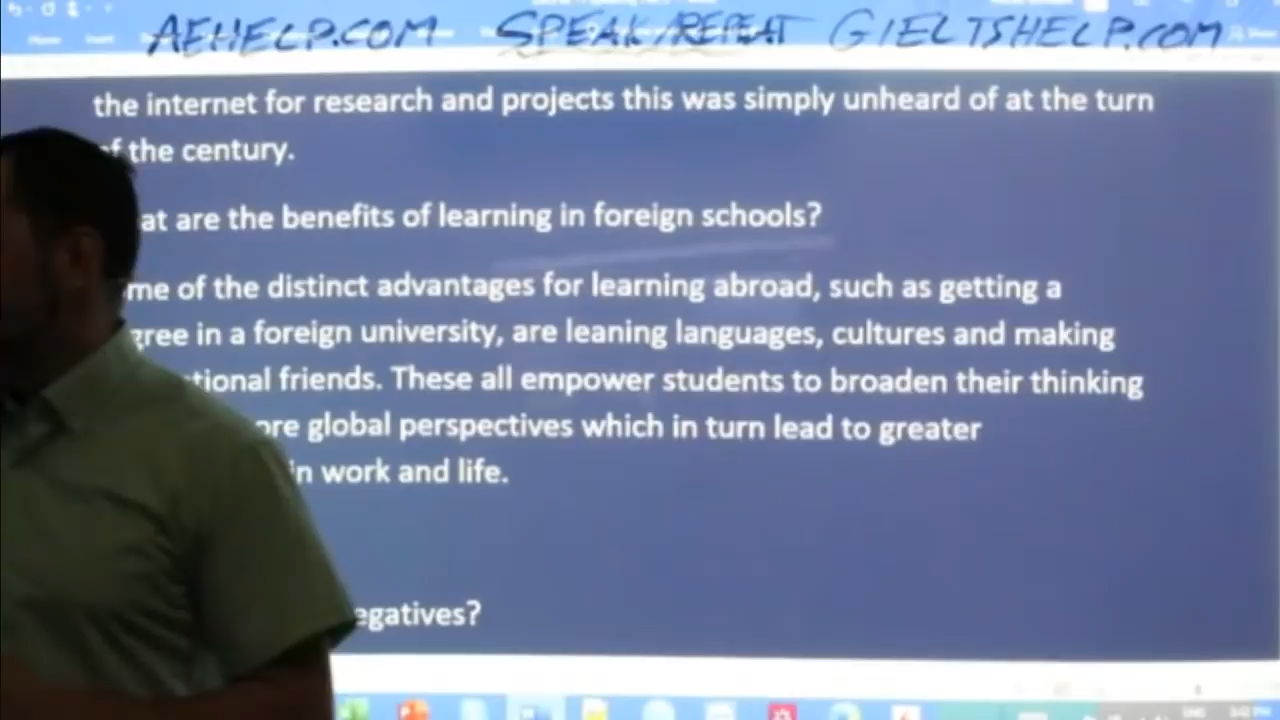 AEHELP.COM SPEAK/REPEAT GIELTSHELP.COM
the internet for research and projects this was simply unheard of at the turn
of the century.
at are the benefits of learning in foreign schools?
me of the distinct advantages for learning abroad, such as getting a
gree in a foreign university, are leaning languages, cultures and making
tional friends. These all empower students to broaden their thinking
ore global perspectives which in turn lead to greater
in work and life.
egatives?